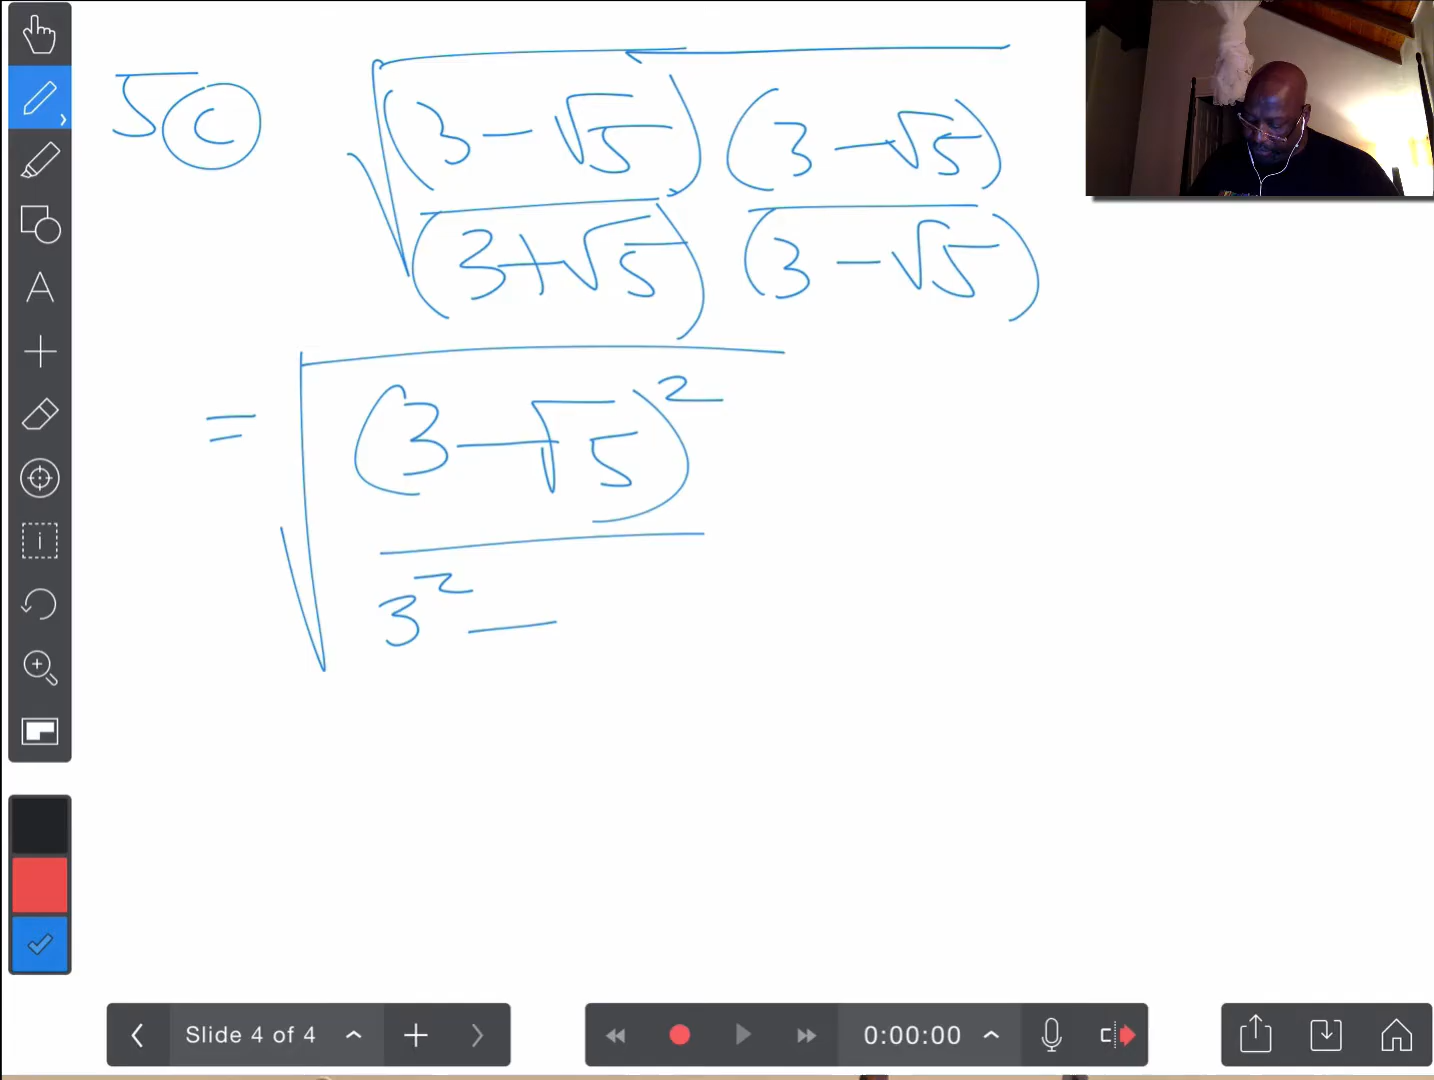 5(c) √((3 - √5)(3 - √5)
(3 + √5)(3 - √5))
= √((3 - √5)²
3² -
A
i
Slide 4 of 4
0:00:00